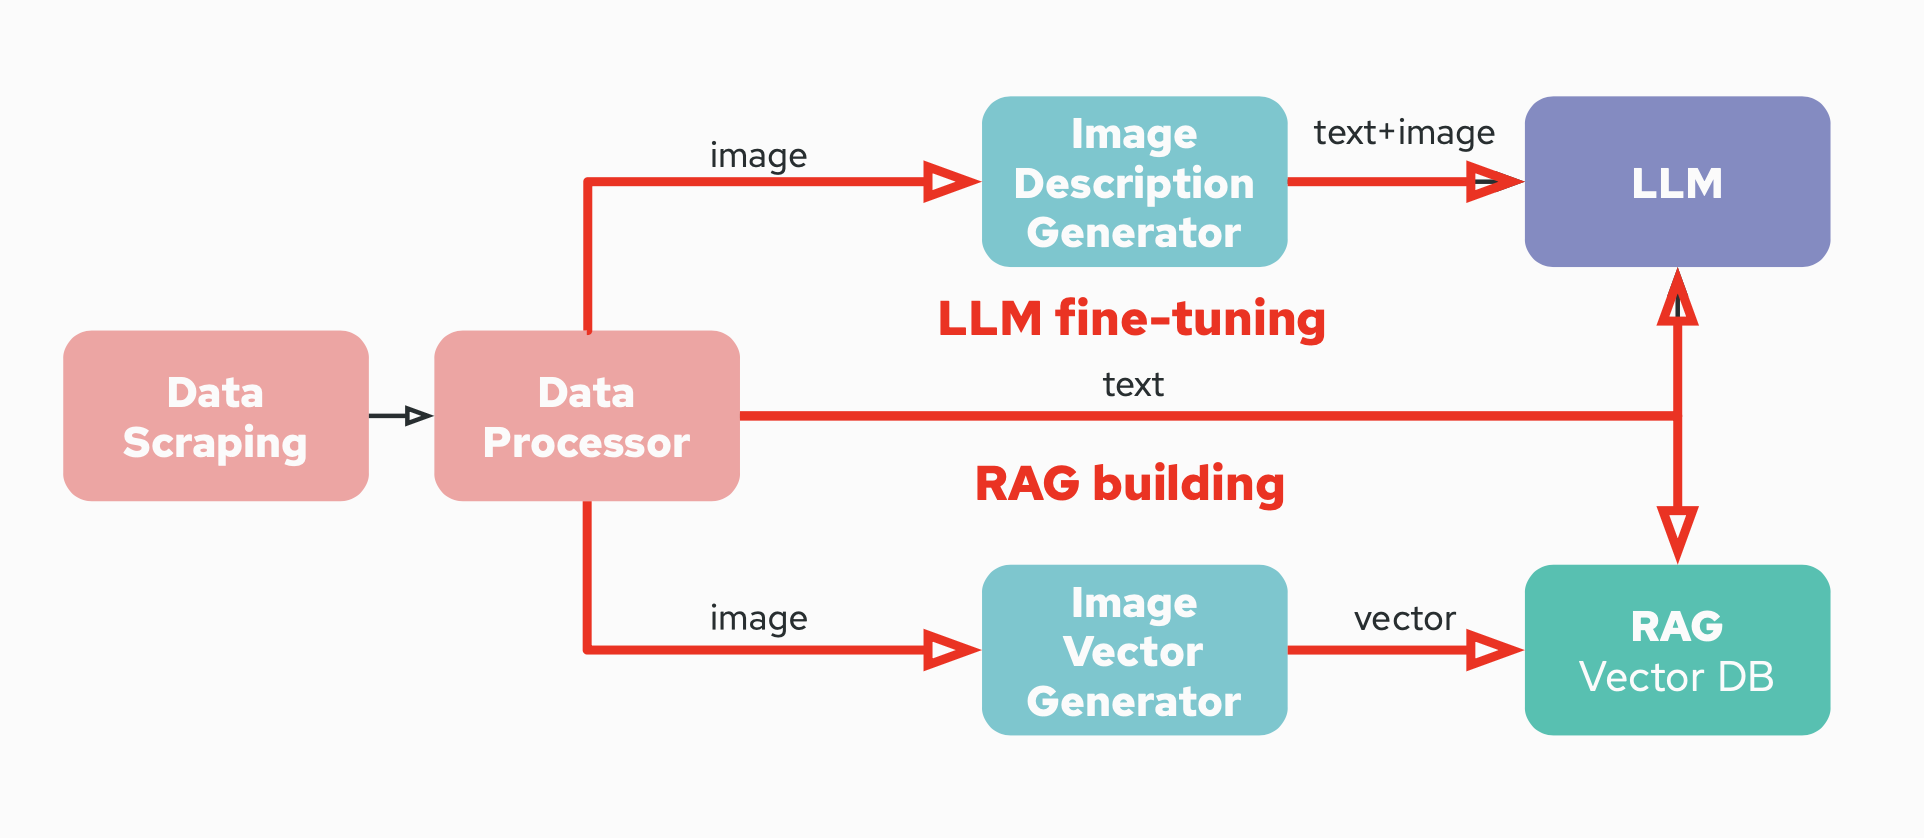 image
Image
Description
Generator
text+image
LLM
LLM fine-tuning
Data
Scraping
Data
Processor
text
RAG building
image
Image
Vector
Generator
vector
RAG
Vector DB